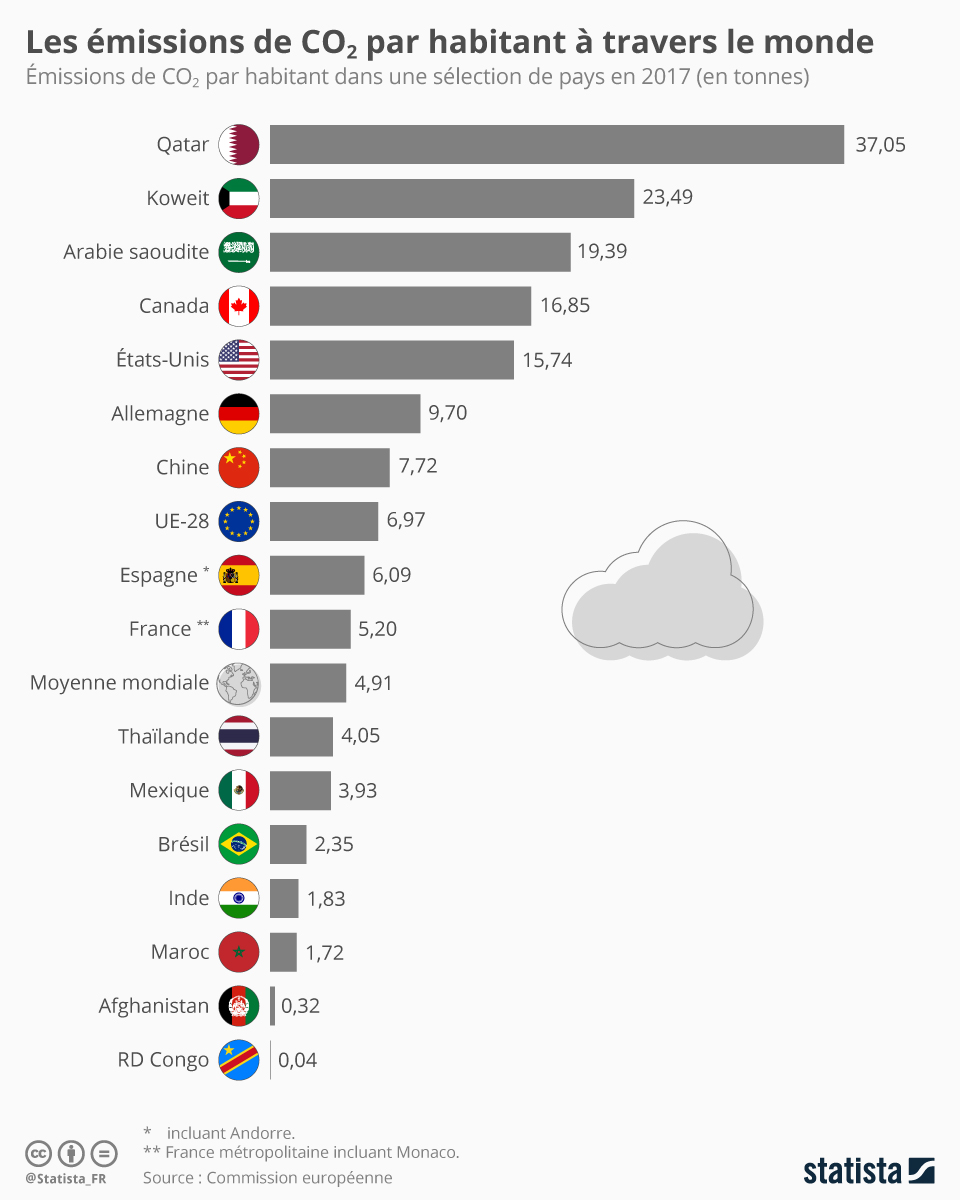 Les émissions de CO₂ par habitant à travers le monde
Émissions de CO₂ par habitant dans une sélection de pays en 2017 (en tonnes)
Qatar 37,05
Koweit 23,49
Arabie saoudite 19,39
Canada 16,85
États-Unis 15,74
Allemagne 9,70
Chine 7,72
UE-28 6,97
Espagne * 6,09
France ** 5,20
Moyenne mondiale 4,91
Thaïlande 4,05
Mexique 3,93
Brésil 2,35
Inde 1,83
Maroc 1,72
Afghanistan 0,32
RD Congo 0,04
* incluant Andorre.
** France métropolitaine incluant Monaco.
Source : Commission européenne
cc
@Statista_FR
statista